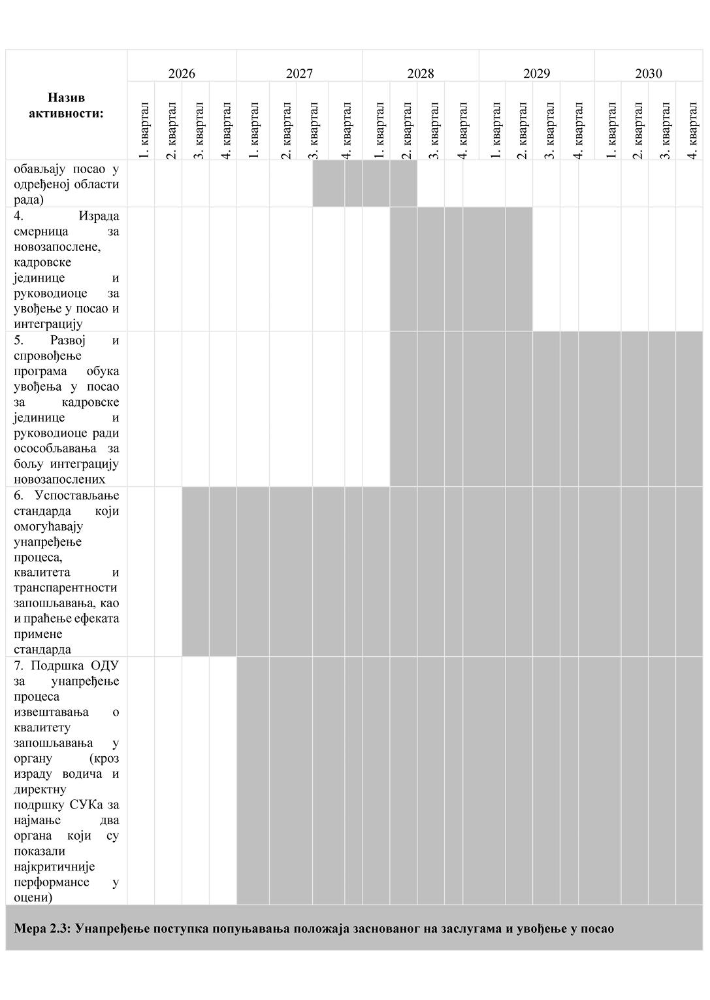 Назив
активности:
2026
2027
2028
2029
2030
1. квартал
2. квартал
3. квартал
4. квартал
1. квартал
2. квартал
3. квартал
4. квартал
1. квартал
2. квартал
3. квартал
4. квартал
1. квартал
2. квартал
3. квартал
4. квартал
1. квартал
2. квартал
3. квартал
4. квартал
обављају посао у
одређеној области
рада)
4. Израда
смерница за
новозапослене,
кадровске
јединице и
руководиоце за
увођење у посао и
интеграцију
5. Развој и
спровођење
програма обука
увођења у посао
за кадровске
јединице и
руководиоце ради
осособљавања за
бољу интеграцију
новозапослених
6. Успостављање
стандарда који
омогућавају
унапређење
процеса,
квалитета и
транспарентности
запошљавања, као
и праћење ефеката
примене
стандарда
7. Подршка ОДУ
за унапређење
процеса
извештавања о
квалитету
запошљавања у
органу (кроз
израду водича и
директну
подршку СУКа за
најмање два
органа који су
показали
најкритичније
перформансе у
оцени)
Мера 2.3: Унапређење поступка попуњавања положаја заснованог на заслугама и увођење у посао